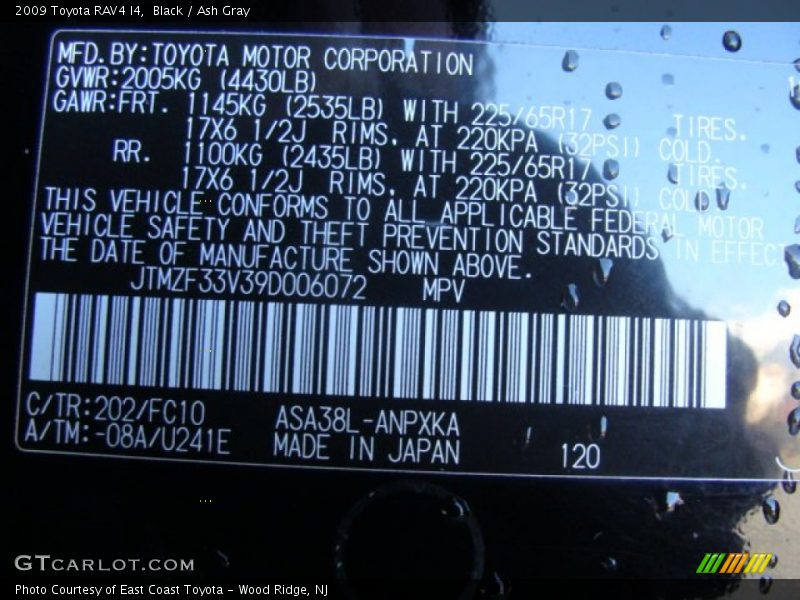 2009 Toyota RAV4 I4,  Black / Ash Gray
MFD. BY:TOYOTA MOTOR CORPORATION
GVWR:2005KG (4430LB)
GAWR:FRT. 1145KG (2535LB) WITH 225/65R17 TIRES.
17X6 1/2J RIMS. AT 220KPA (32PSI) COLD.
RR. 1100KG (2435LB) WITH 225/65R17 TIRES.
17X6 1/2J RIMS. AT 220KPA (32PSI) COLD.
THIS VEHICLE CONFORMS TO ALL APPLICABLE FEDERAL MOTOR
VEHICLE SAFETY AND THEFT PREVENTION STANDARDS IN EFFECT
THE DATE OF MANUFACTURE SHOWN ABOVE.
JTMZF33V39D006072 MPV
C/TR:202/FC10 ASA38L-ANPXKA
A/TM:-08A/U241E MADE IN JAPAN 120
GTCARLOT.COM
Photo Courtesy of East Coast Toyota - Wood Ridge, NJ